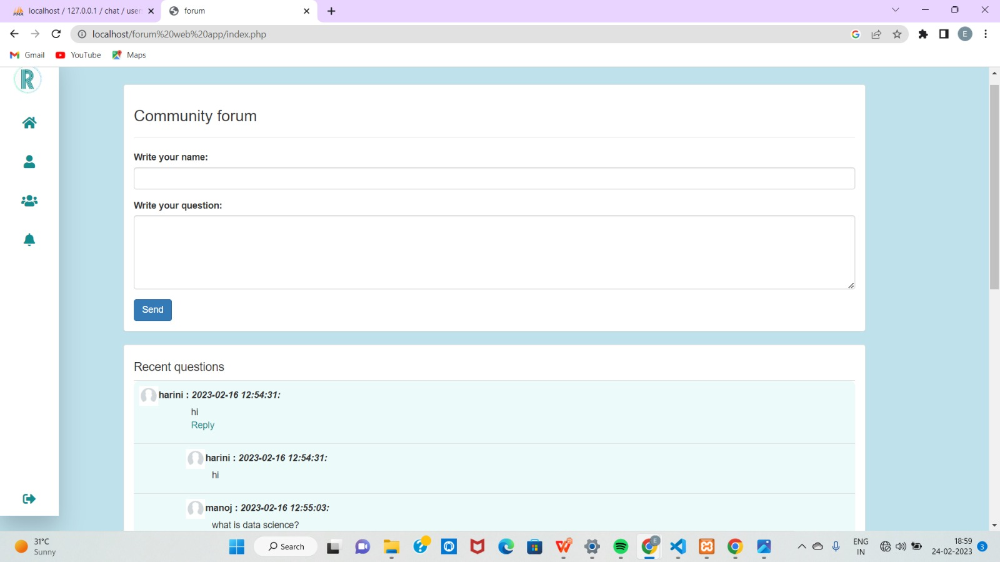 localhost / 127.0.0.1 / chat / user
forum
localhost/forum%20web%20app/index.php
E
Gmail
YouTube
Maps
R
Community forum
Write your name:
Write your question:
Send
Recent questions
harini : 2023-02-16 12:54:31:
hi
Reply
harini : 2023-02-16 12:54:31:
hi
manoj : 2023-02-16 12:55:03:
what is data science?
31°C
Sunny
Search
ENG
IN
18:59
24-02-2023
3